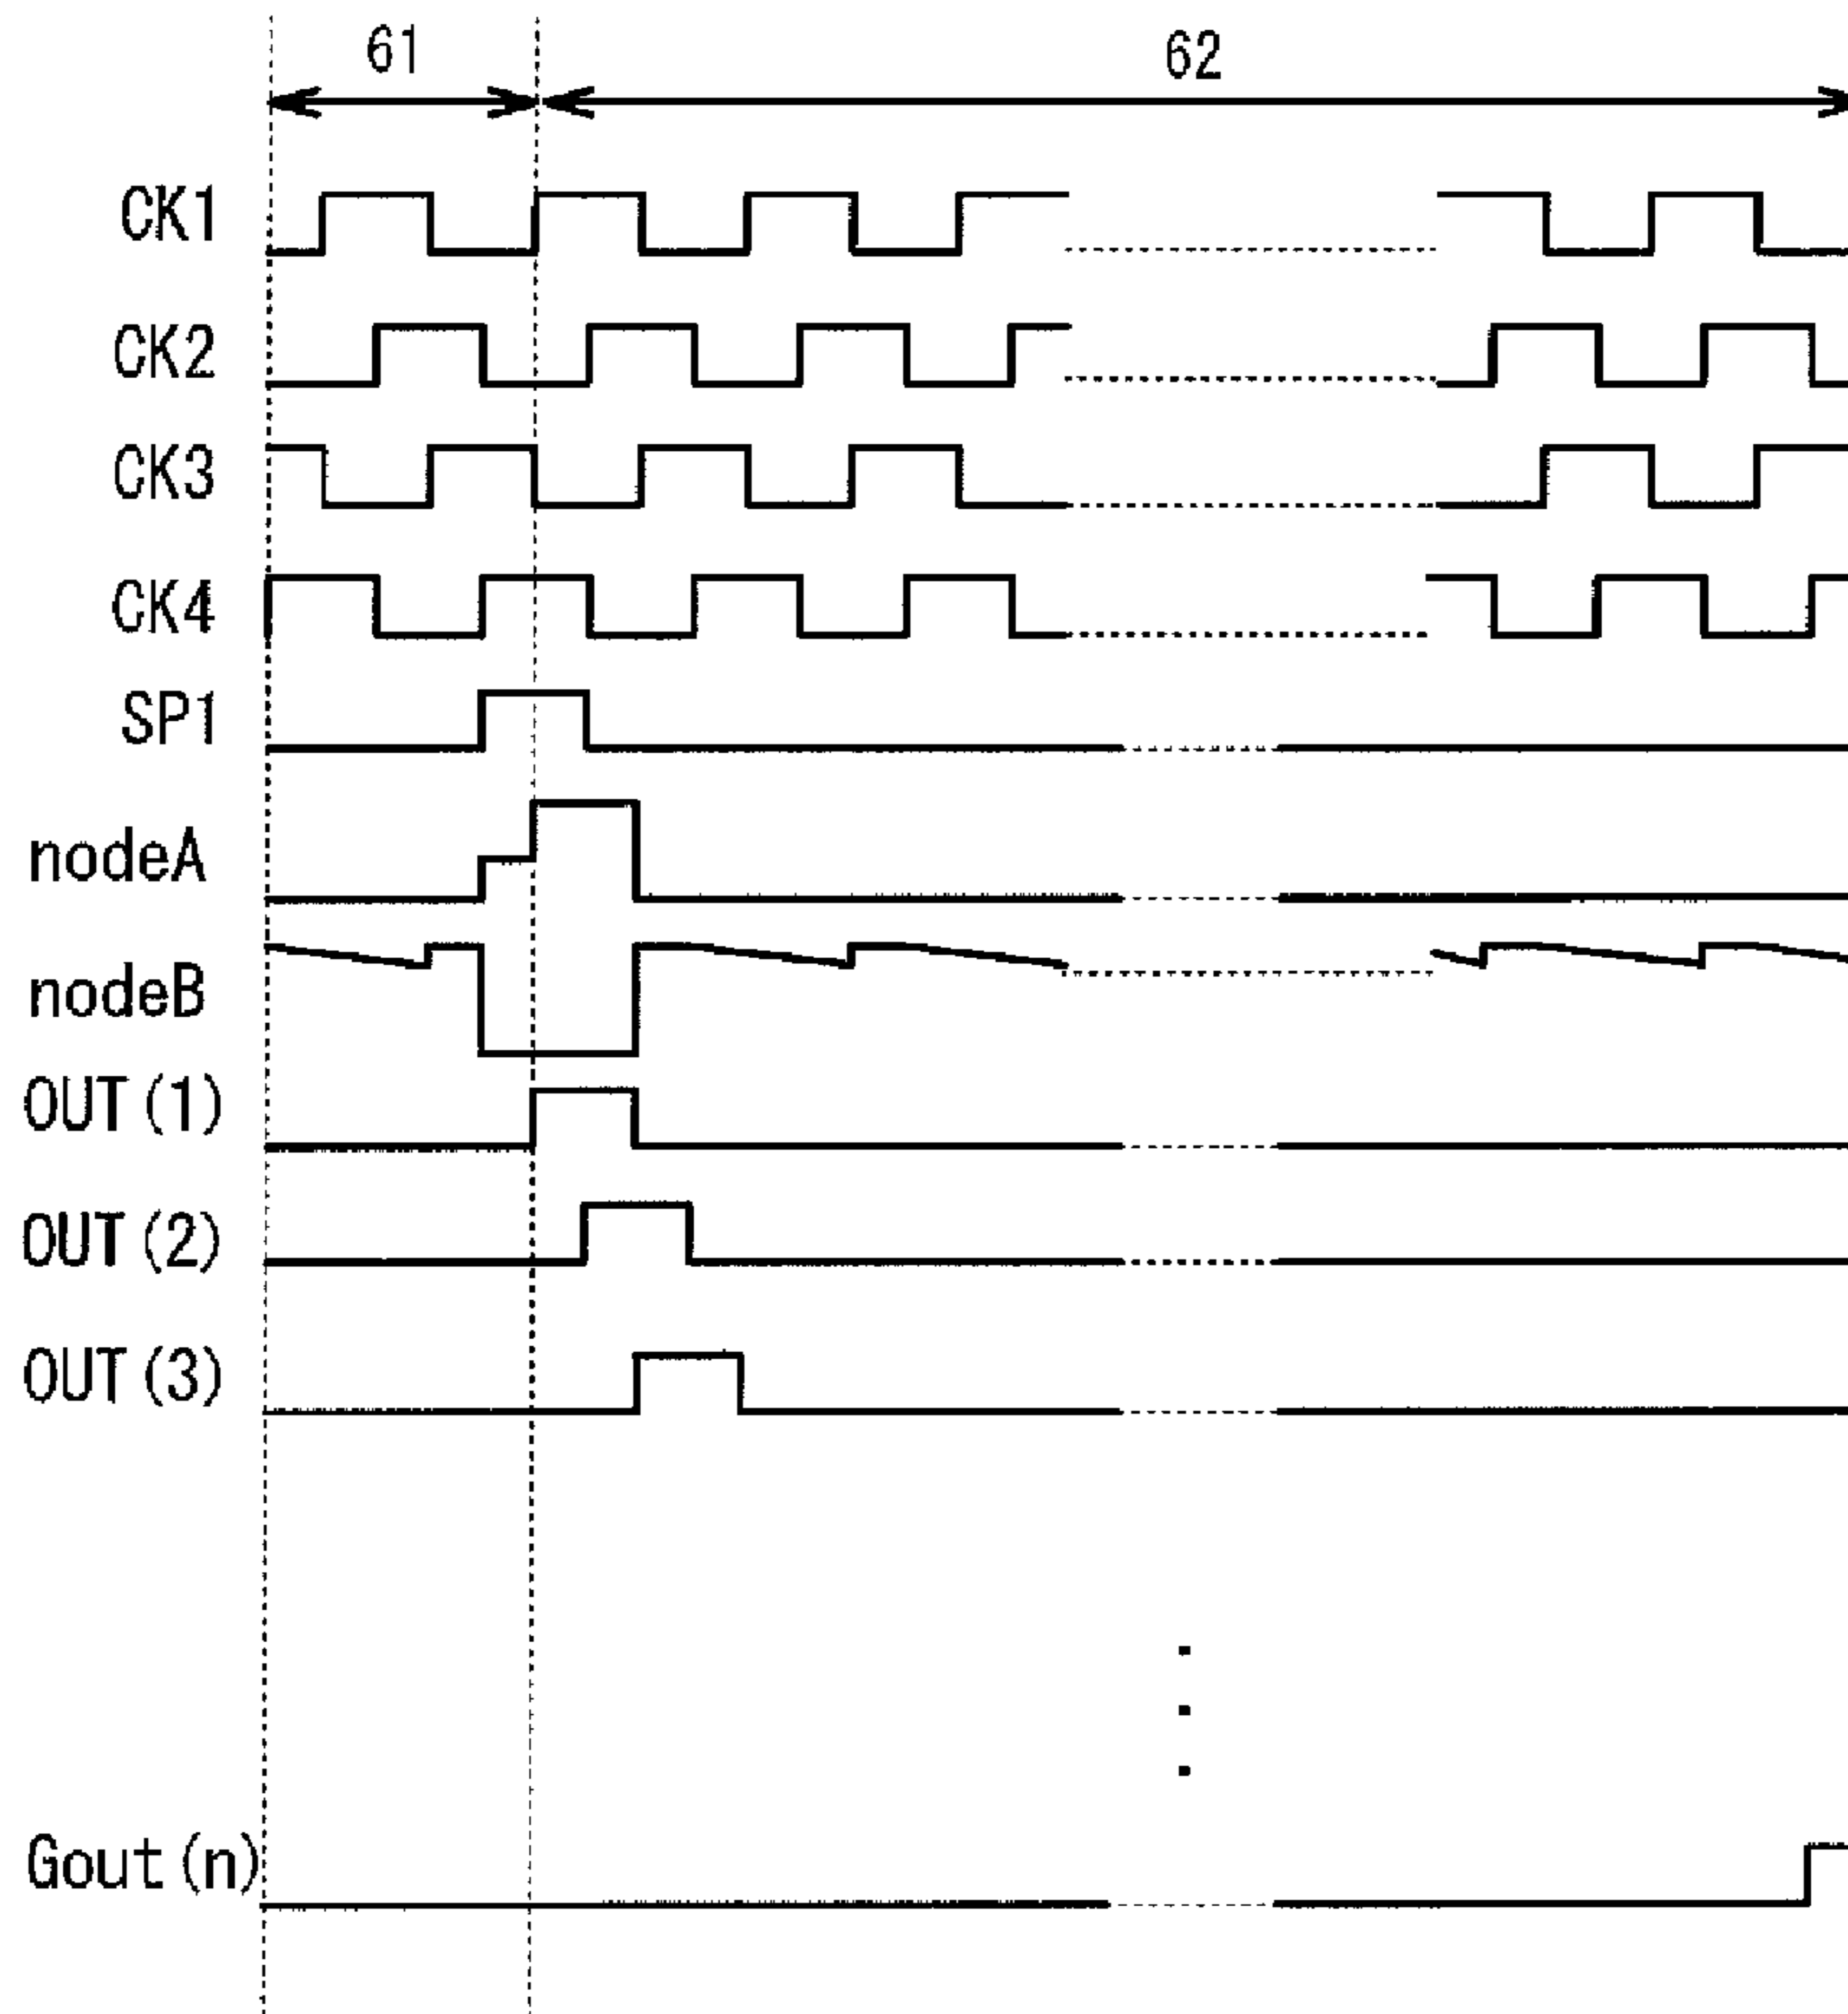 61
62
CK1
CK2
CK3
CK4
SP1
nodeA
nodeB
OUT(1)
OUT(2)
OUT(3)
Gout(n)